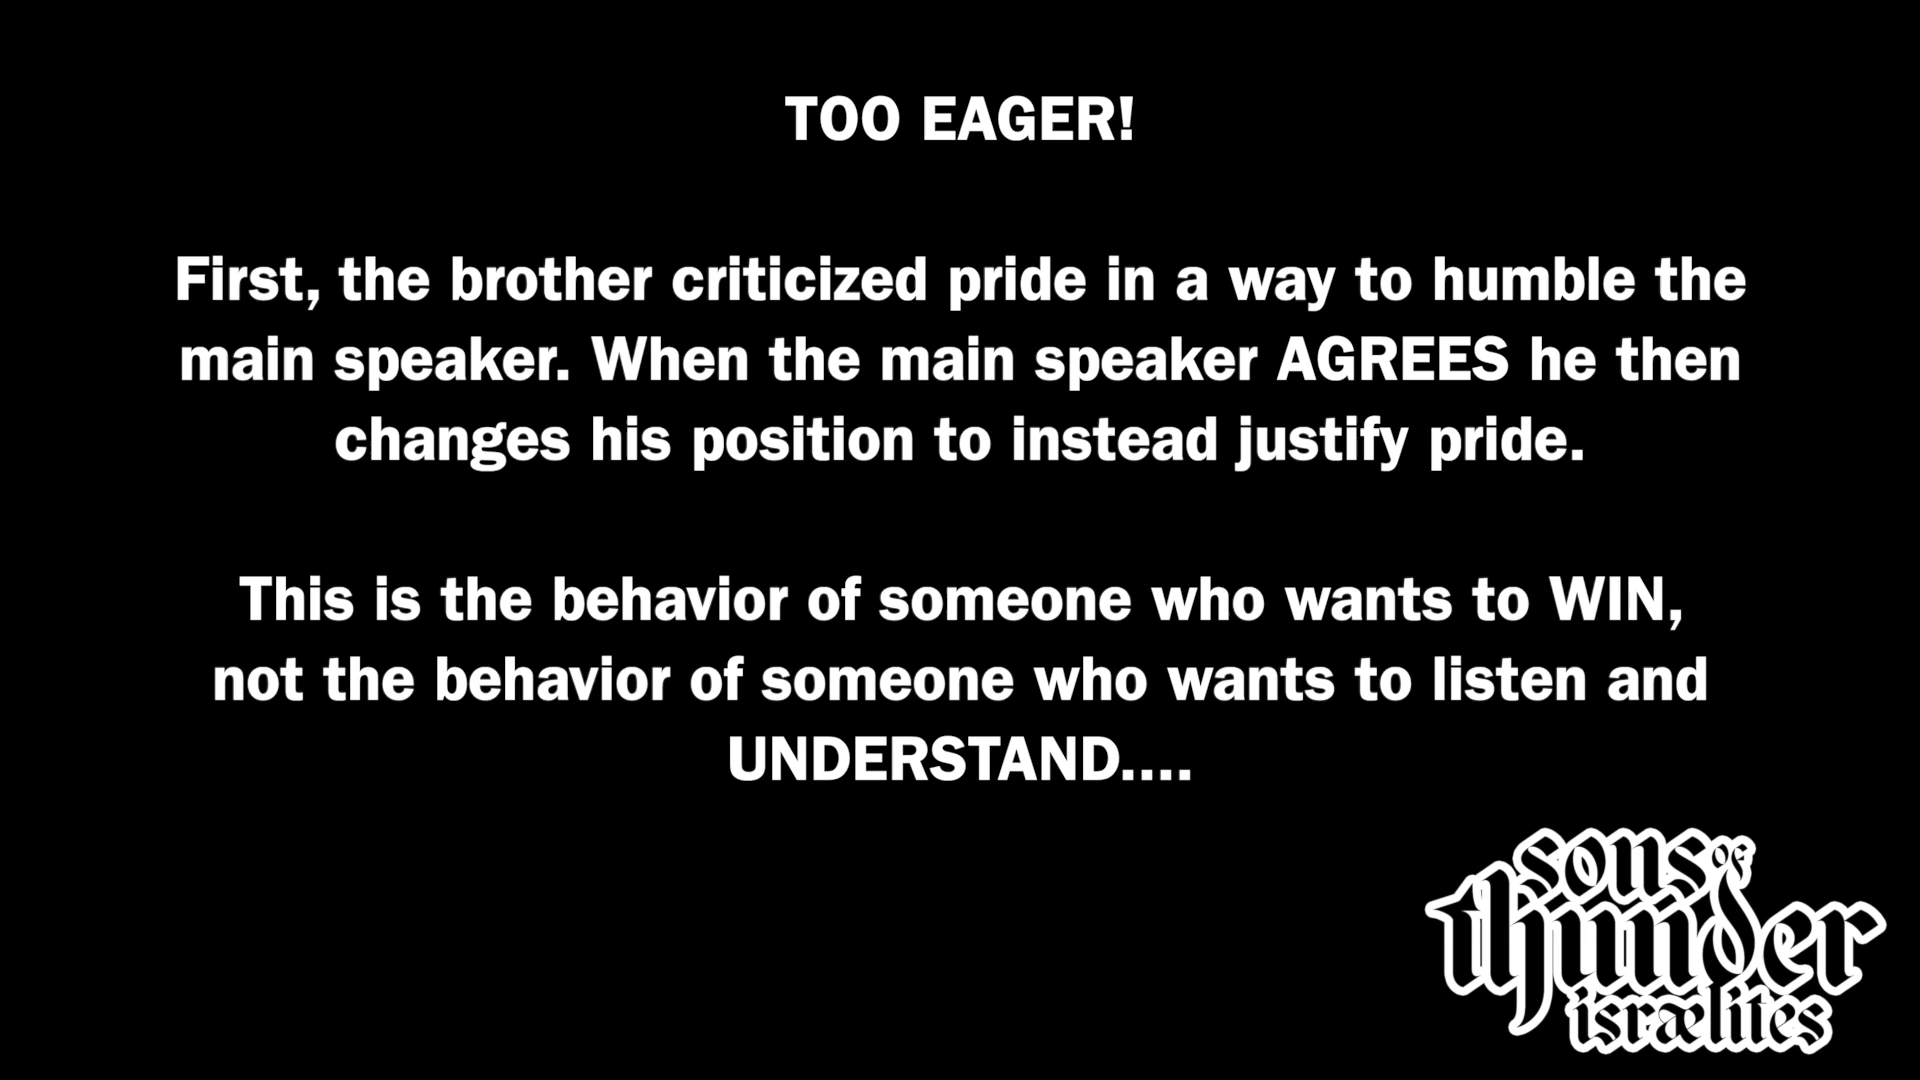 TOO EAGER!
First, the brother criticized pride in a way to humble the
main speaker. When the main speaker AGREES he then
changes his position to instead justify pride.
This is the behavior of someone who wants to WIN,
not the behavior of someone who wants to listen and
UNDERSTAND....
sons of
thunder
israelites